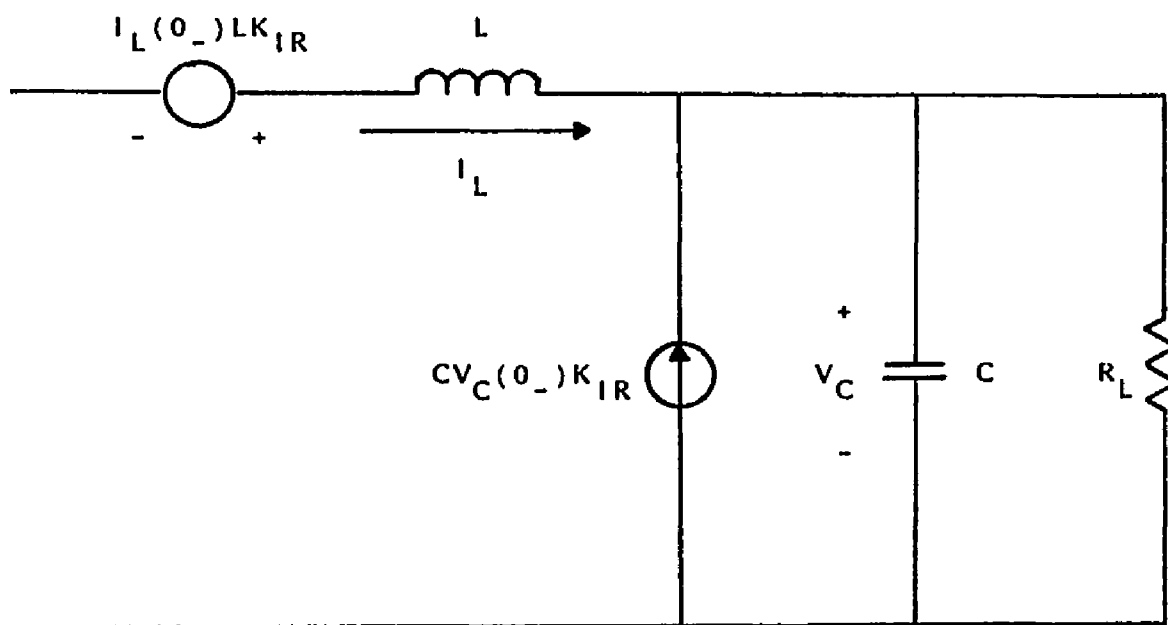 I_L(0_-)LK_IR
L
- +
I_L
CV_C(0_-)K_IR
+
V_C
-
C
R_L